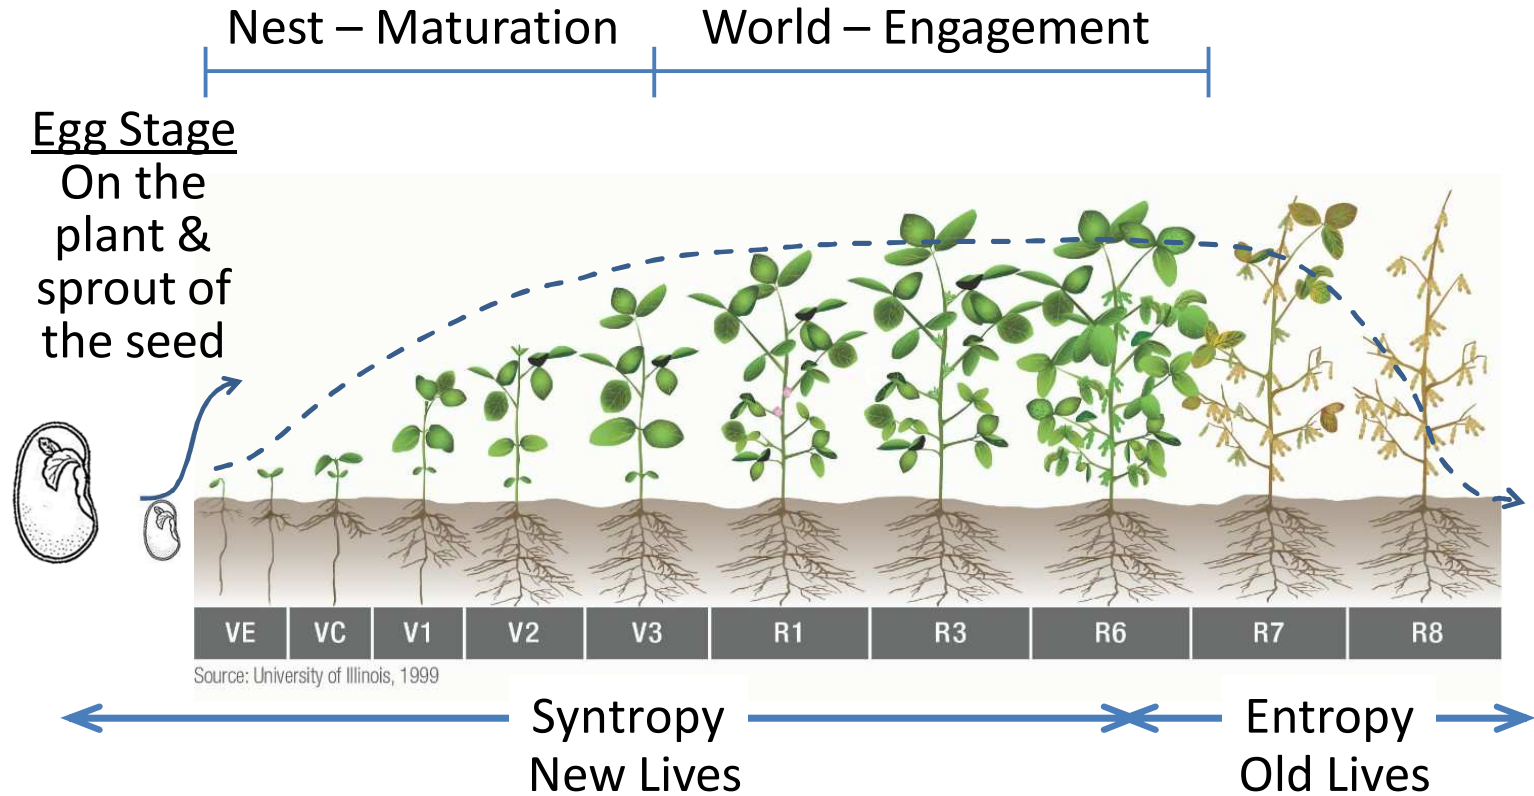 Nest – Maturation
World – Engagement
Egg Stage
On the
plant &
sprout of
the seed
VE
VC
V1
V2
V3
R1
R3
R6
R7
R8
Source: University of Illinois, 1999
Syntropy
New Lives
Entropy
Old Lives